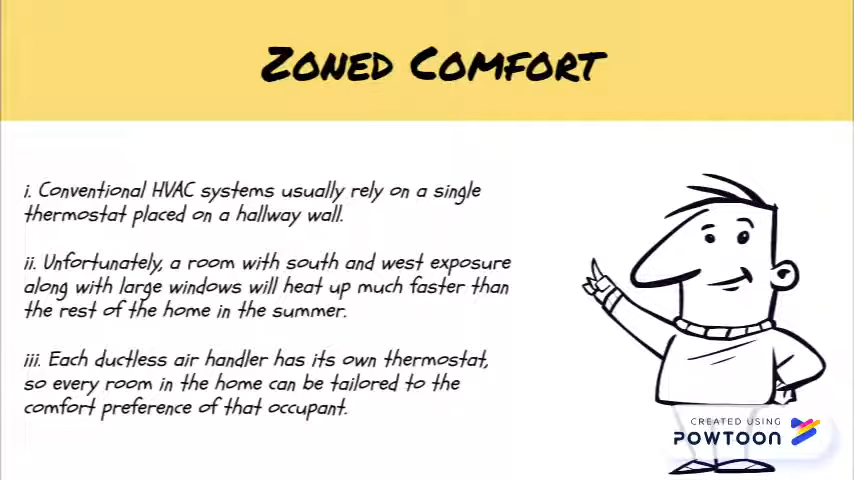 Zoned Comfort
i. Conventional HVAC systems usually rely on a single
thermostat placed on a hallway wall.
ii. Unfortunately, a room with south and west exposure
along with large windows will heat up much faster than
the rest of the home in the summer.
iii. Each ductless air handler has its own thermostat,
so every room in the home can be tailored to the
comfort preference of that occupant.
CREATED USING
POWTOON